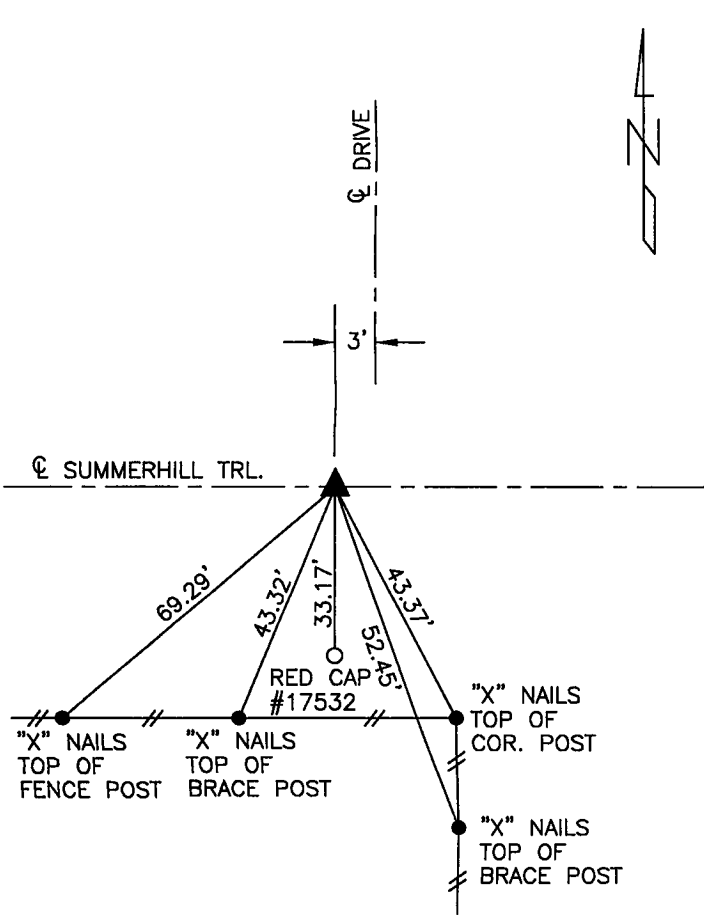 ℄ DRIVE
N
3'
℄ SUMMERHILL TRL.
69.29'
43.32'
33.17'
52.45'
43.37'
RED CAP
#17532
"X" NAILS
TOP OF
FENCE POST
"X" NAILS
TOP OF
BRACE POST
"X" NAILS
TOP OF
COR. POST
"X" NAILS
TOP OF
BRACE POST